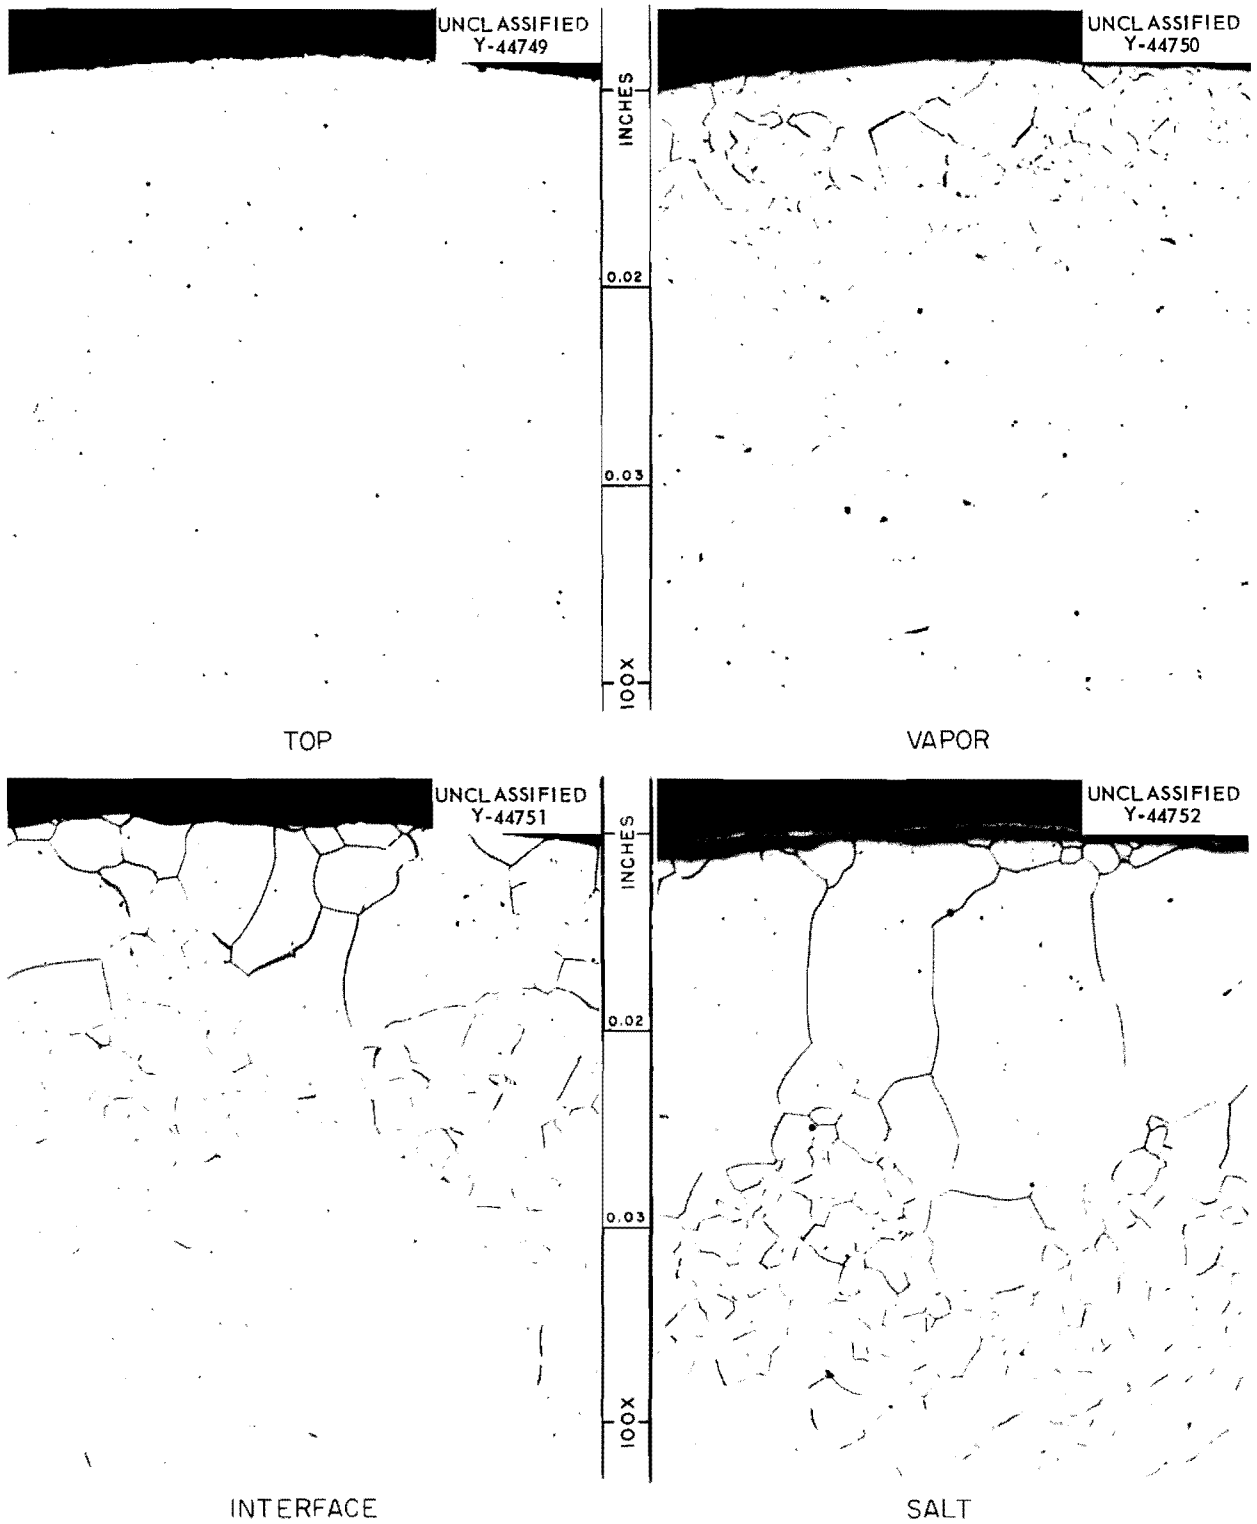 UNCLASSIFIED
Y-44749
UNCLASSIFIED
Y-44750
INCHES
0.02
0.03
100X
TOP
VAPOR
UNCLASSIFIED
Y-44751
UNCLASSIFIED
Y-44752
INCHES
0.02
0.03
100X
INTERFACE
SALT